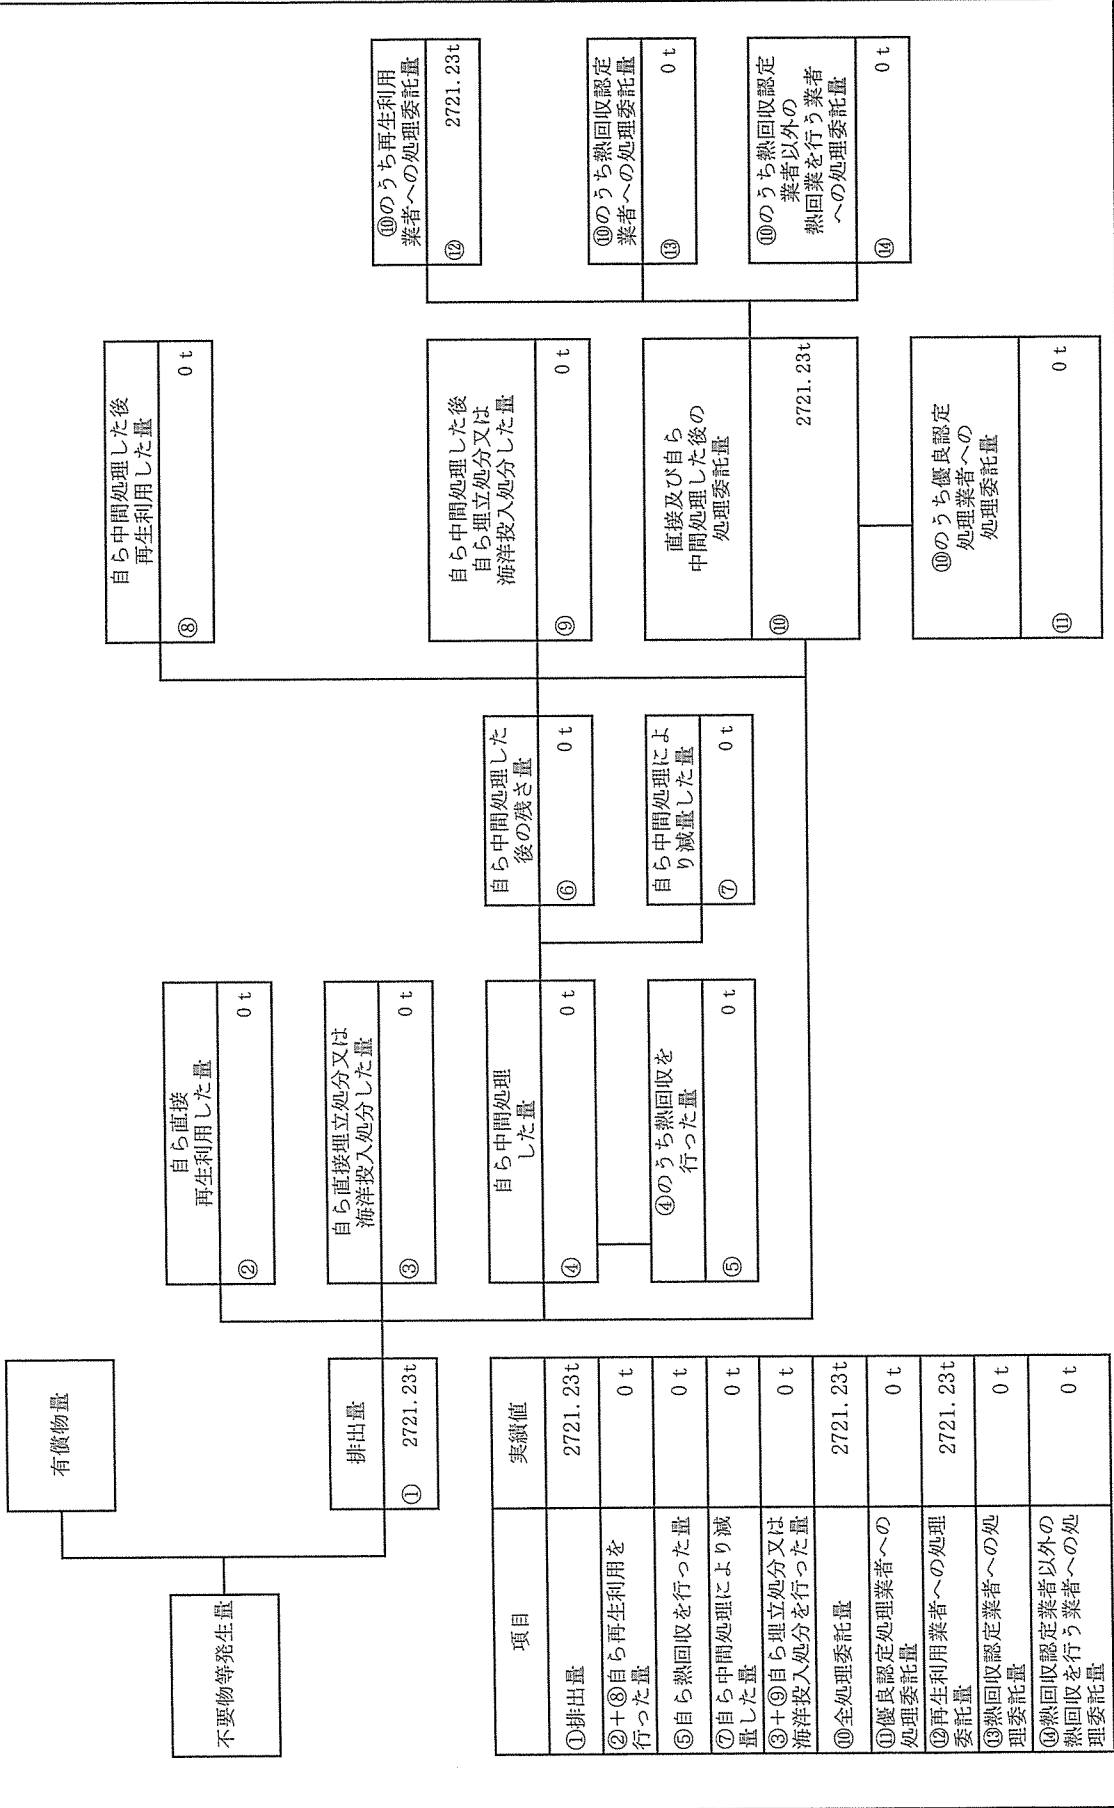 不要物等発生量
有償物量
排出量
① 2721.23t
自ら直接
再生利用した量
② 0 t
自ら直接埋立処分又は
海洋投入処分した量
③ 0 t
自ら中間処理
した量
④ 0 t
④のうち熱回収を
行った量
⑤ 0 t
自ら中間処理した
後の残さ量
⑥ 0 t
自ら中間処理によ
り減量した量
⑦ 0 t
自ら中間処理した後
再生利用した量
⑧ 0 t
自ら中間処理した後
自ら埋立処分又は
海洋投入処分した量
⑨ 0 t
直接及び自ら
中間処理した後の
処理委託量
⑩ 2721.23t
⑩のうち優良認定
処理業者への
処理委託量
⑪ 0 t
⑩のうち再生利用
業者への処理委託量
⑫ 2721.23t
⑩のうち熱回収認定
業者への処理委託量
⑬ 0 t
⑩のうち熱回収認定
業者以外の
熱回業を行う業者
への処理委託量
⑭ 0 t
項目 実績値
①排出量 2721.23t
②+⑧自ら再生利用を
行った量 0 t
⑤自ら熱回収を行った量 0 t
⑦自ら中間処理により減
量した量 0 t
③+⑨自ら埋立処分又は
海洋投入処分を行った量 0 t
⑩全処理委託量 2721.23t
⑪優良認定処理業者への
処理委託量 0 t
⑫再生利用業者への処理
委託量 2721.23t
⑬熱回収認定業者への処
理委託量 0 t
⑭熱回収認定業者以外の
熱回収を行う業者への処
理委託量 0 t